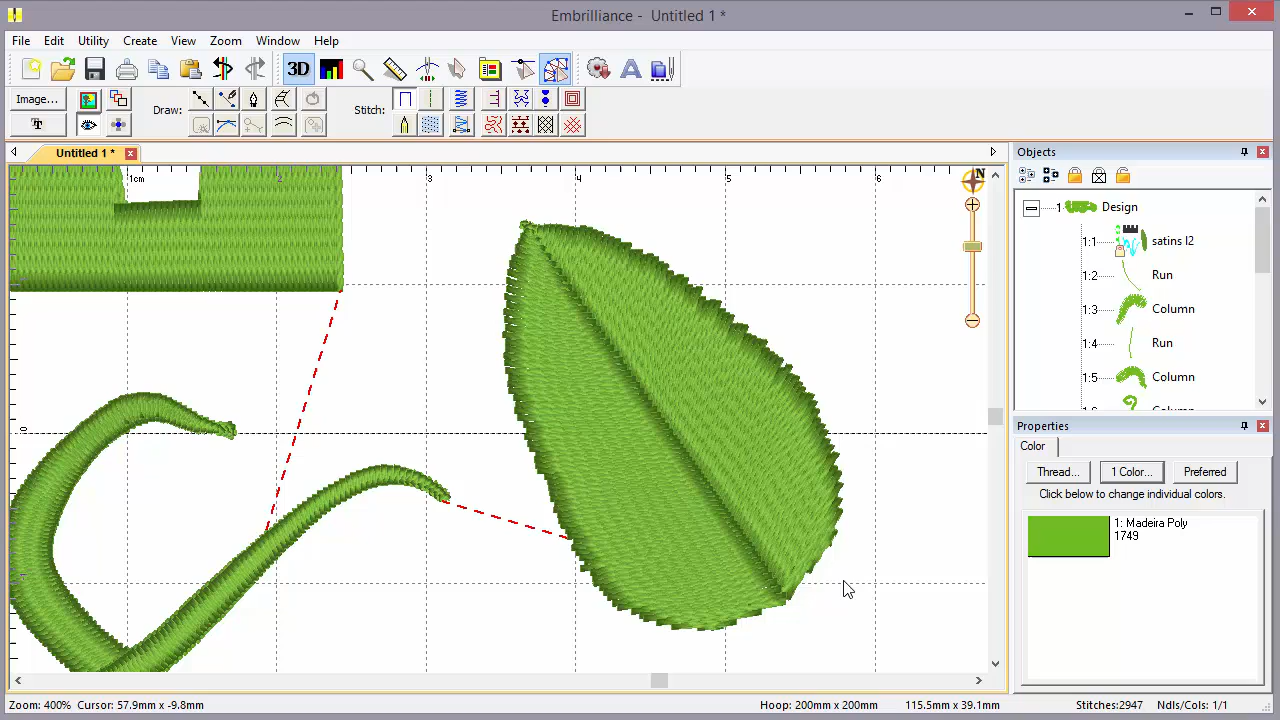 Embrilliance - Untitled 1 *
File Edit Utility Create View Zoom Window Help
3D
Image... Draw: Stitch:
Untitled 1 *
1cm 2 3 4 5 6
N
0
1
Objects
1 Design
1:1 satins l2
1:2 Run
1:3 Column
1:4 Run
1:5 Column
Properties
Color
Thread... 1 Color... Preferred
Click below to change individual colors.
1: Madeira Poly
1749
Zoom: 400% Cursor: 57.9mm x -9.8mm Hoop: 200mm x 200mm 115.5mm x 39.1mm Stitches:2947 Ndls/Cols: 1/1